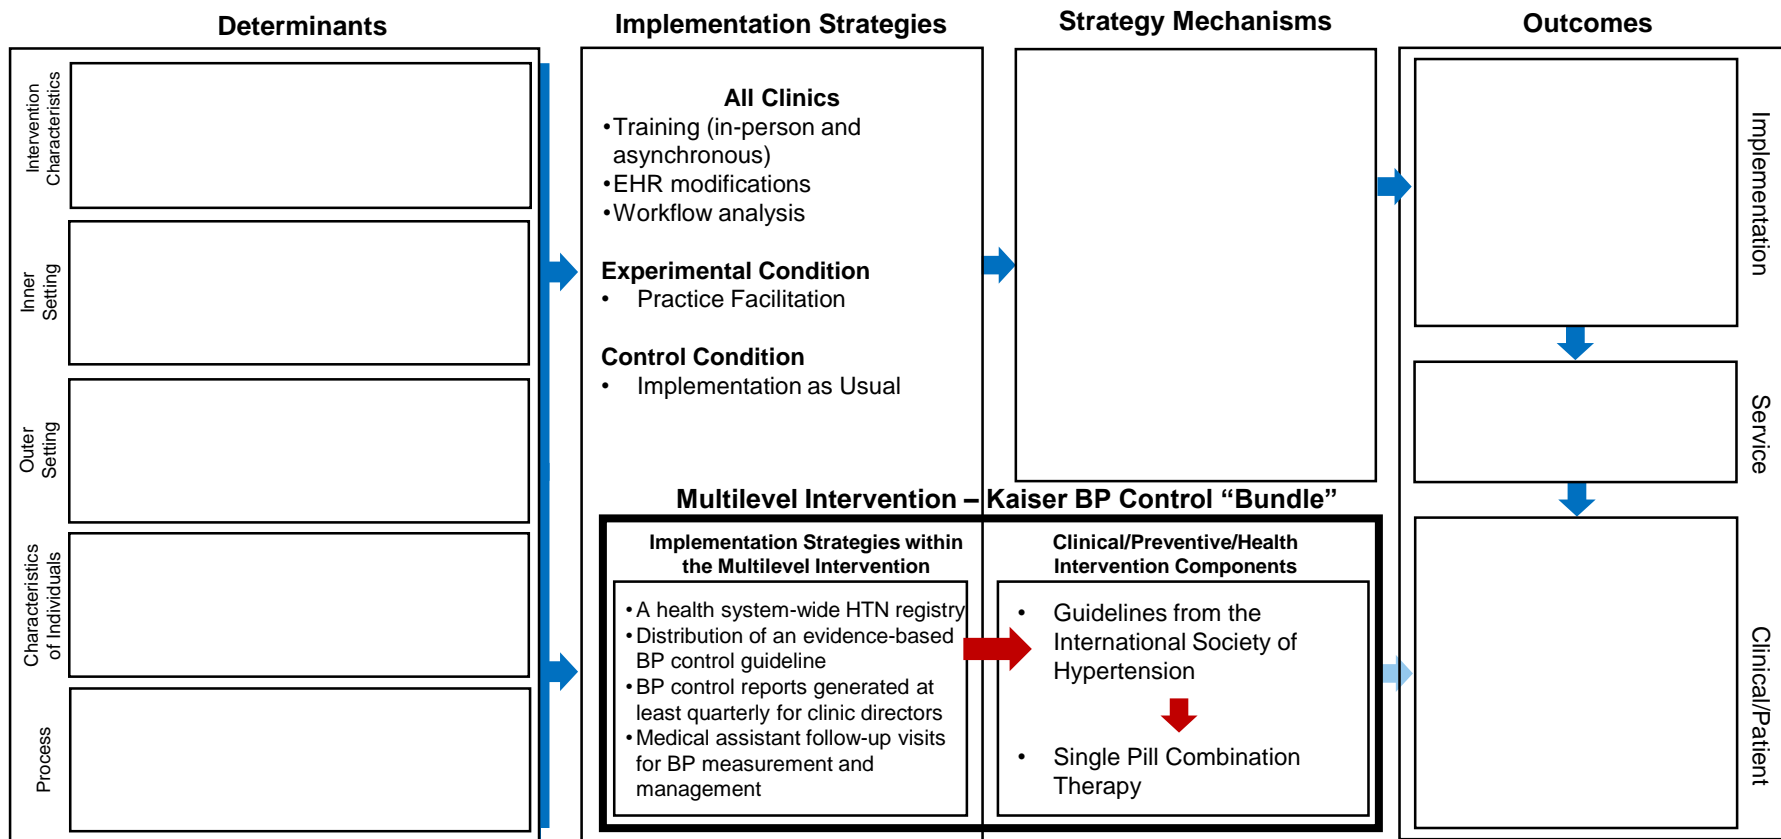 Determinants
Implementation Strategies
Strategy Mechanisms
Outcomes
Intervention
Characteristics
Inner
Setting
Outer
Setting
Characteristics
of Individuals
Process
All Clinics
•Training (in-person and
asynchronous)
•EHR modifications
•Workflow analysis
Experimental Condition
• Practice Facilitation
Control Condition
• Implementation as Usual
Multilevel Intervention – Kaiser BP Control “Bundle”
Implementation Strategies within
the Multilevel Intervention
•A health system-wide HTN registry
•Distribution of an evidence-based
BP control guideline
•BP control reports generated at
least quarterly for clinic directors
•Medical assistant follow-up visits
for BP measurement and
management
Clinical/Preventive/Health
Intervention Components
• Guidelines from the
International Society of
Hypertension
• Single Pill Combination
Therapy
Implementation
Service
Clinical/Patient